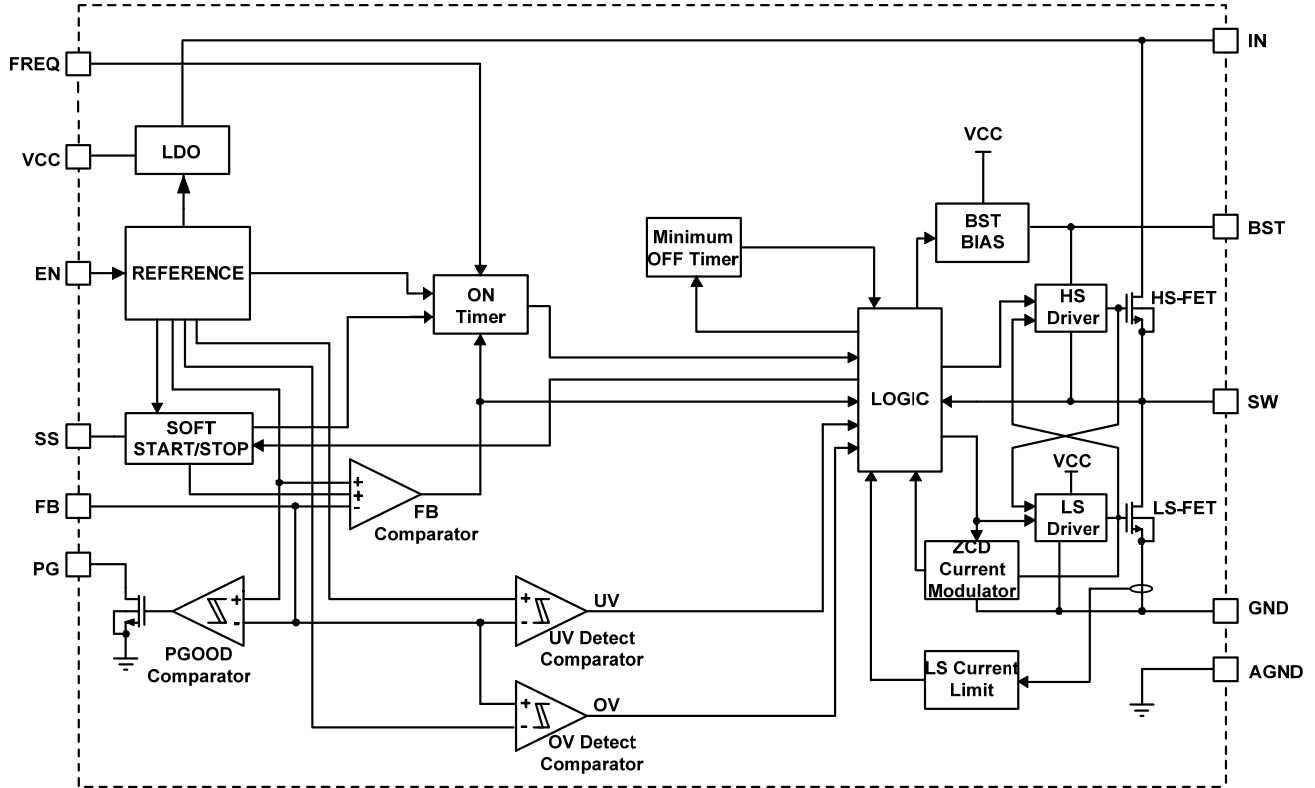 IN
FREQ
LDO
VCC
VCC
BST
BIAS
BST
Minimum
OFF Timer
EN
REFERENCE
ON
Timer
HS
Driver
HS-FET
LOGIC
SW
SS
SOFT
START/STOP
VCC
+
+
-
FB
Comparator
FB
LS
Driver
LS-FET
ZCD
Current
Modulator
PG
+
-
PGOOD
Comparator
+
-
UV
UV Detect
Comparator
GND
LS Current
Limit
AGND
+
-
OV
OV Detect
Comparator